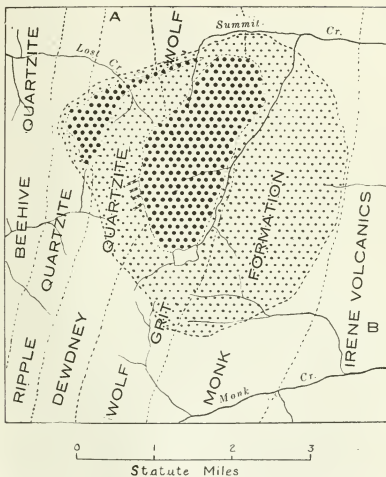 A
WOLF
Summit
Cr.
Lost
Cr.
QUARTZITE
BEEHIVE
QUARTZITE
QUARTZITE
FORMATION
IRENE VOLCANICS
B
RIPPLE
DEWDNEY
WOLF
GRIT
MONK
Monk
Cr.
0 1 2 3
Statute Miles